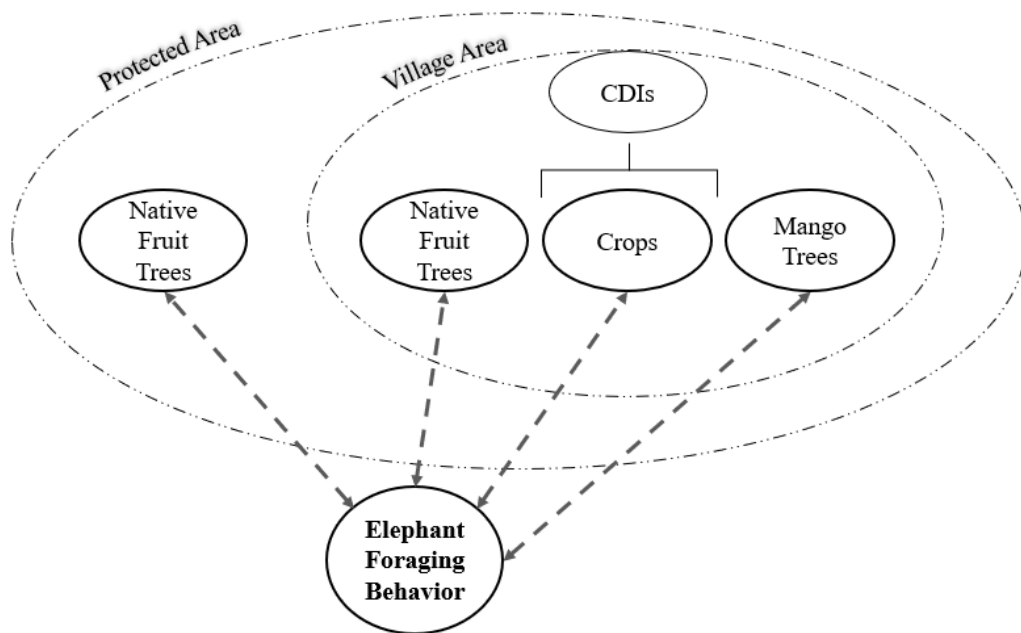 Protected Area
Village Area
CDIs
Native
Fruit
Trees
Native
Fruit
Trees
Crops
Mango
Trees
Elephant
Foraging
Behavior